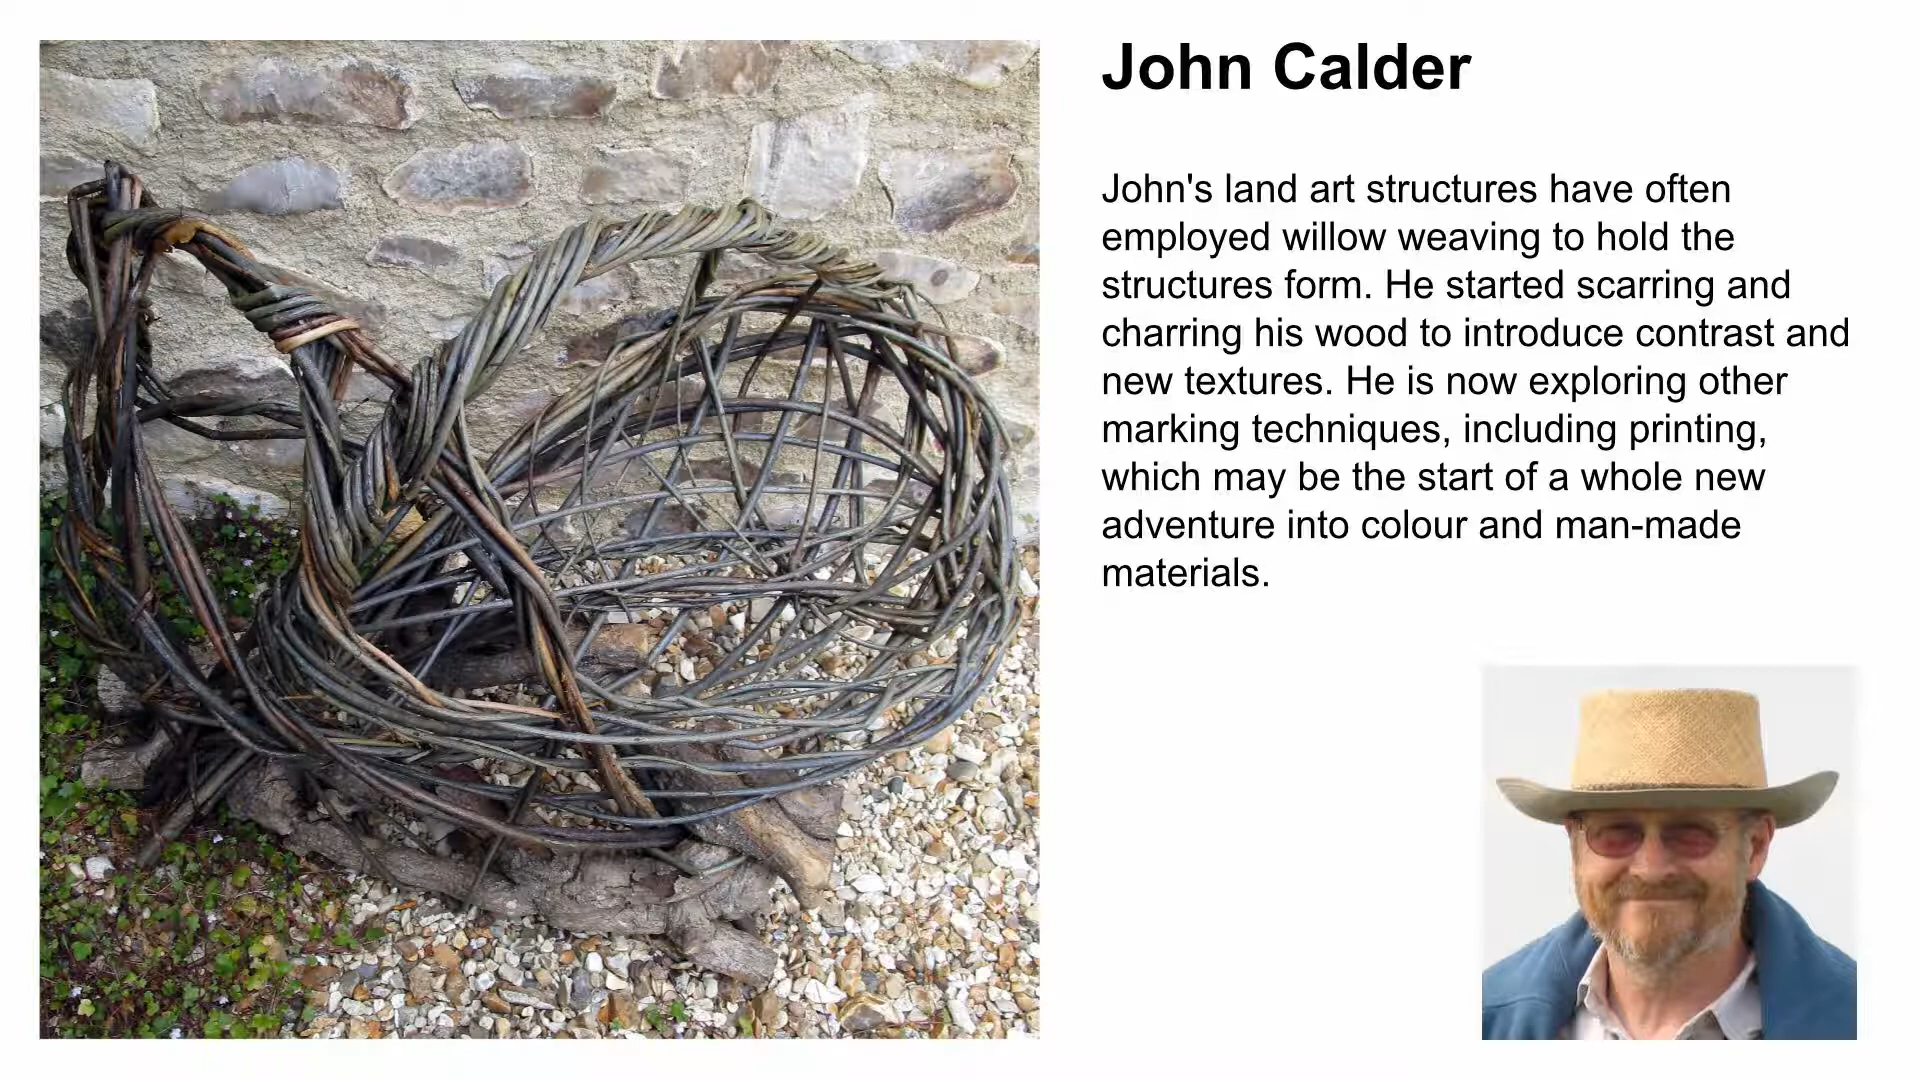 John Calder
John's land art structures have often
employed willow weaving to hold the
structures form. He started scarring and
charring his wood to introduce contrast and
new textures. He is now exploring other
marking techniques, including printing,
which may be the start of a whole new
adventure into colour and man-made
materials.